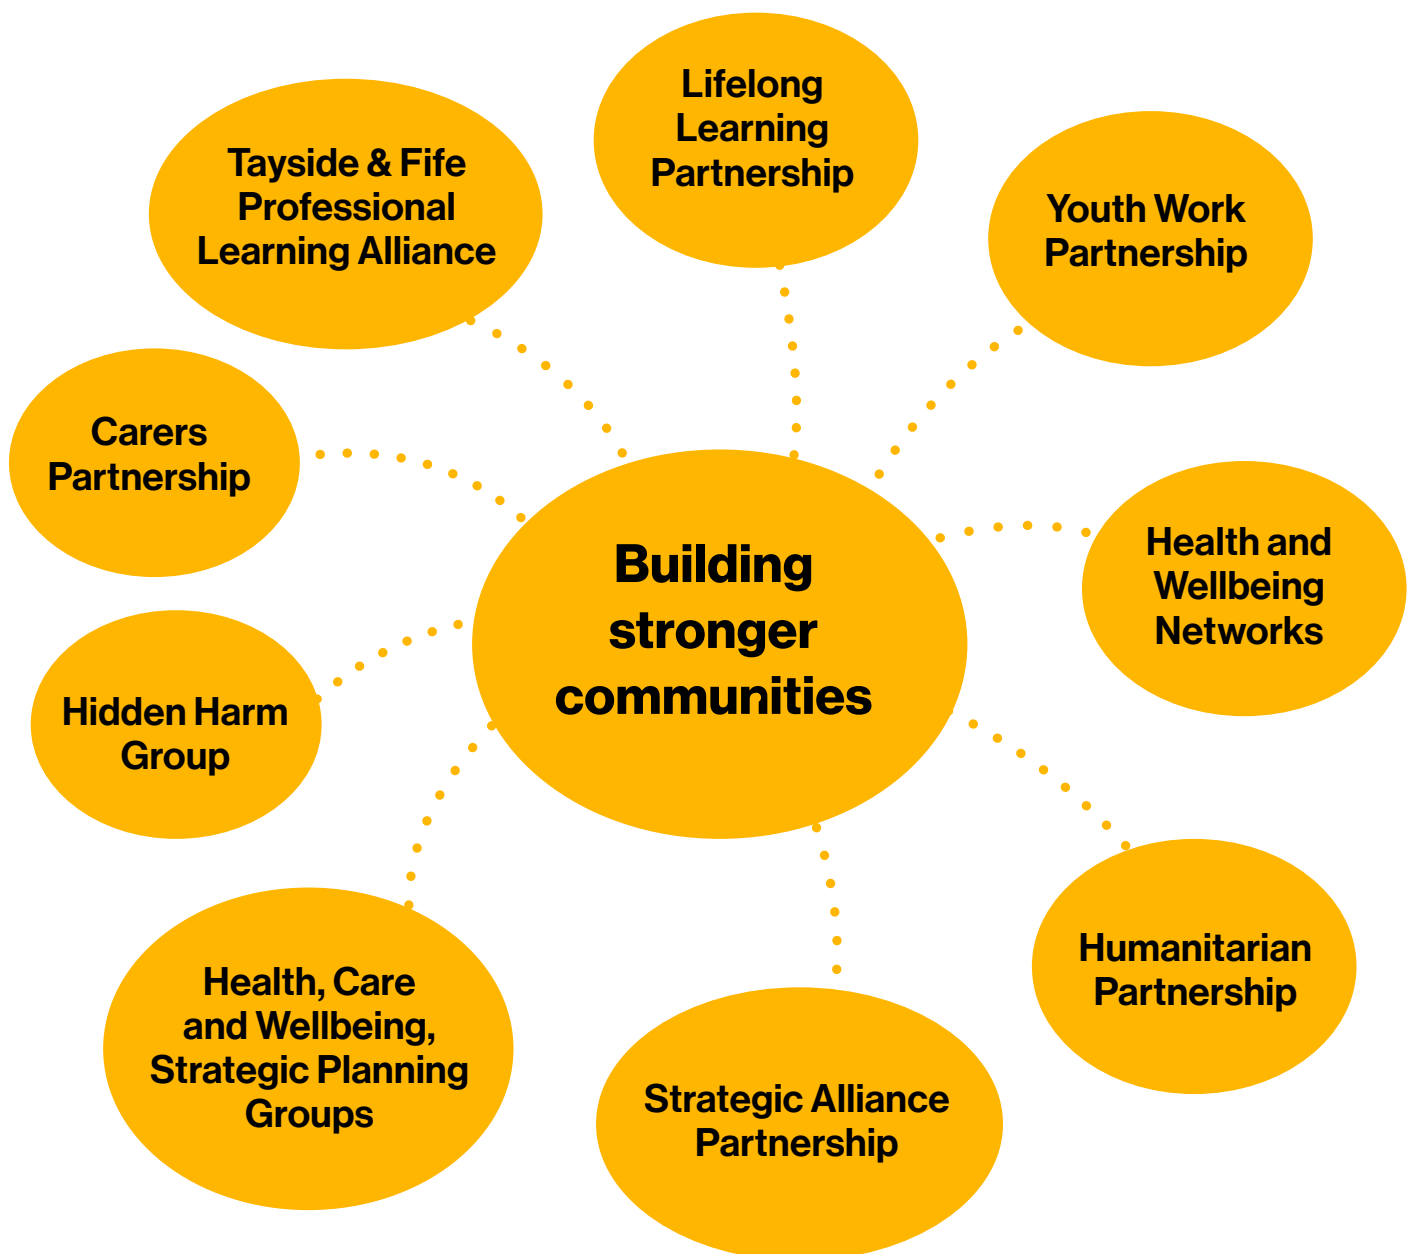 Lifelong
Learning
Partnership
Tayside & Fife
Professional
Learning Alliance
Youth Work
Partnership
Carers
Partnership
Building
stronger
communities
Health and
Wellbeing
Networks
Hidden Harm
Group
Humanitarian
Partnership
Health, Care
and Wellbeing,
Strategic Planning
Groups
Strategic Alliance
Partnership